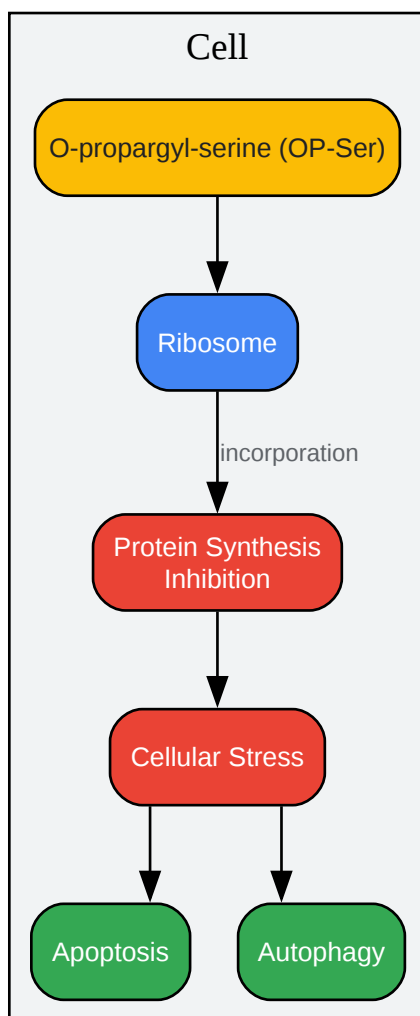 Cell
O-propargyl-serine (OP-Ser)
Ribosome
incorporation
Protein Synthesis
Inhibition
Cellular Stress
Apoptosis
Autophagy